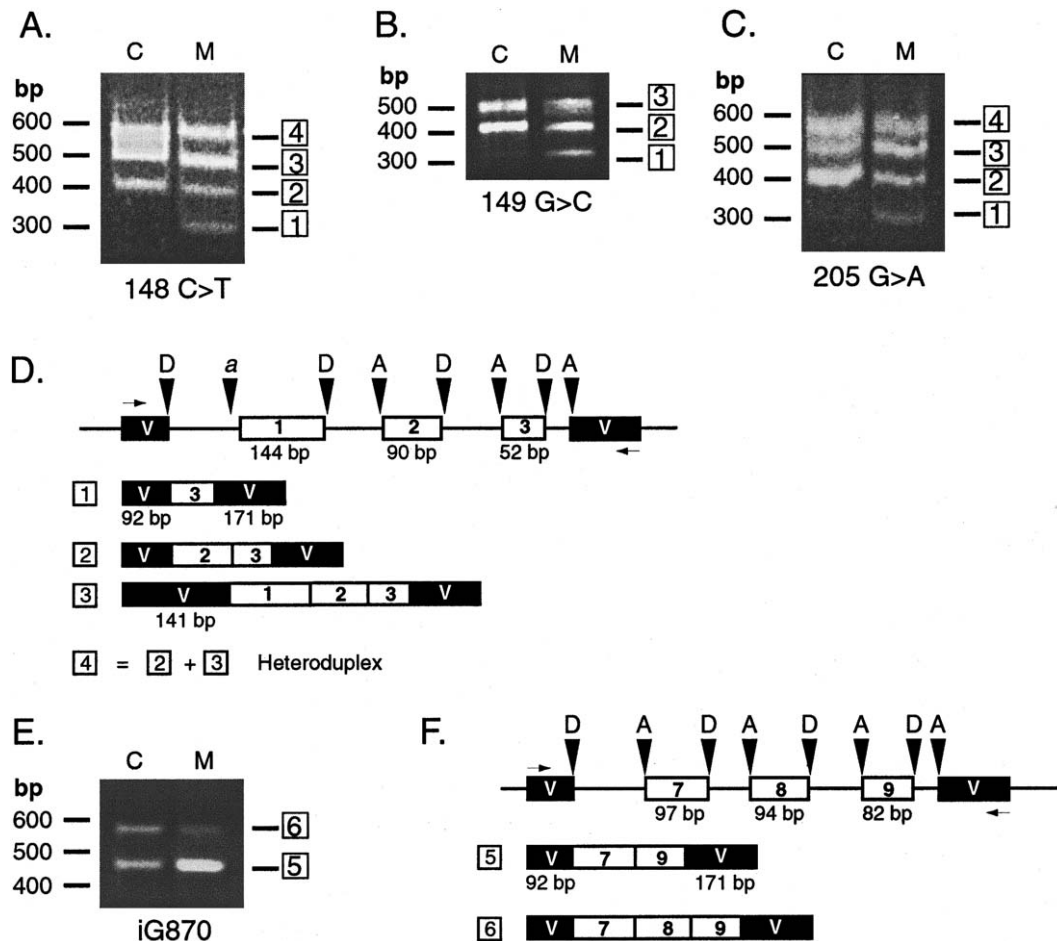 A.
C M
bp
600
500
400
300
4
3
2
1
148 C>T
B.
C M
bp
500
400
300
3
2
1
149 G>C
C.
C M
bp
600
500
400
300
4
3
2
1
205 G>A
D.
D a D A D A D A
V 1 2 3 V
144 bp 90 bp 52 bp
1 V 3 V
92 bp 171 bp
2 V 2 3 V
3 V 1 2 3 V
141 bp
4 = 2 + 3 Heteroduplex
E.
C M
bp
600
500
400
6
5
iG870
F.
D A D A D A D A
V 7 8 9 V
97 bp 94 bp 82 bp
5 V 7 9 V
92 bp 171 bp
6 V 7 8 9 V